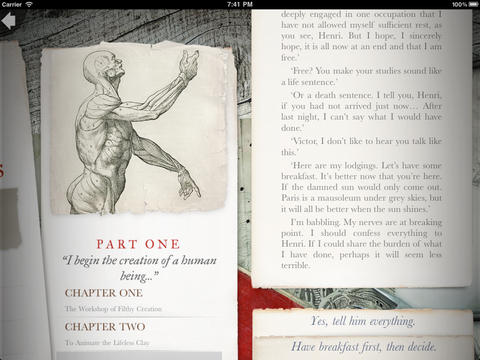 Carrier
7:41 PM
100%
S
PART ONE
“I begin the creation of a human
being...”
CHAPTER ONE
The Workshop of Filthy Creation
CHAPTER TWO
To Animate the Lifeless Clay
deeply engaged in one occupation that I
have not allowed myself sufficient rest, as
you see, Henri. But I hope, I sincerely
hope, it is all now at an end and that I am
free.’
‘Free? You make your studies sound like
a life sentence.’
‘Or a death sentence. I tell you, Henri,
if you had not arrived just now… After
last night, I can’t say what I would have
done.’
‘Victor, I don’t like to hear you talk like
this.’
‘Here are my lodgings. Let’s have some
breakfast. It’s better now that you’re here.
If the damned sun would only come out.
Paris is a mausoleum under grey skies, but
it will all be better when the sun shines.’
I’m babbling. My nerves are at breaking
point. I should confess everything to
Henri. If I could share the burden of what
I have done, perhaps it will seem less
terrible.
Yes, tell him everything.
Have breakfast first, then decide.